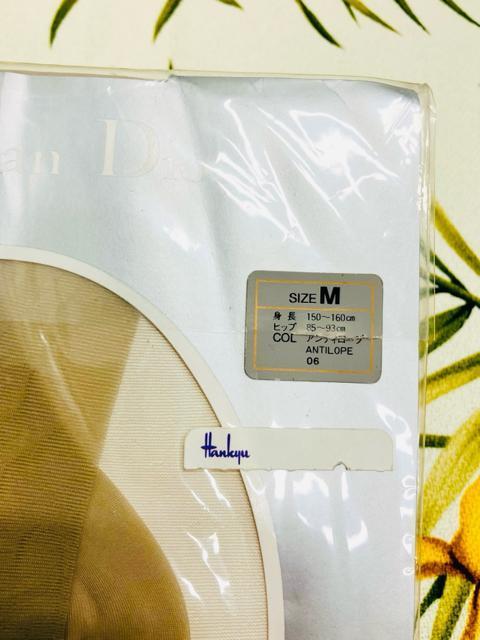 an Dio
SIZE M
身長 150〜160cm
ヒップ 85〜93cm
COL アンティロープ
ANTILOPE
06
Hankyu